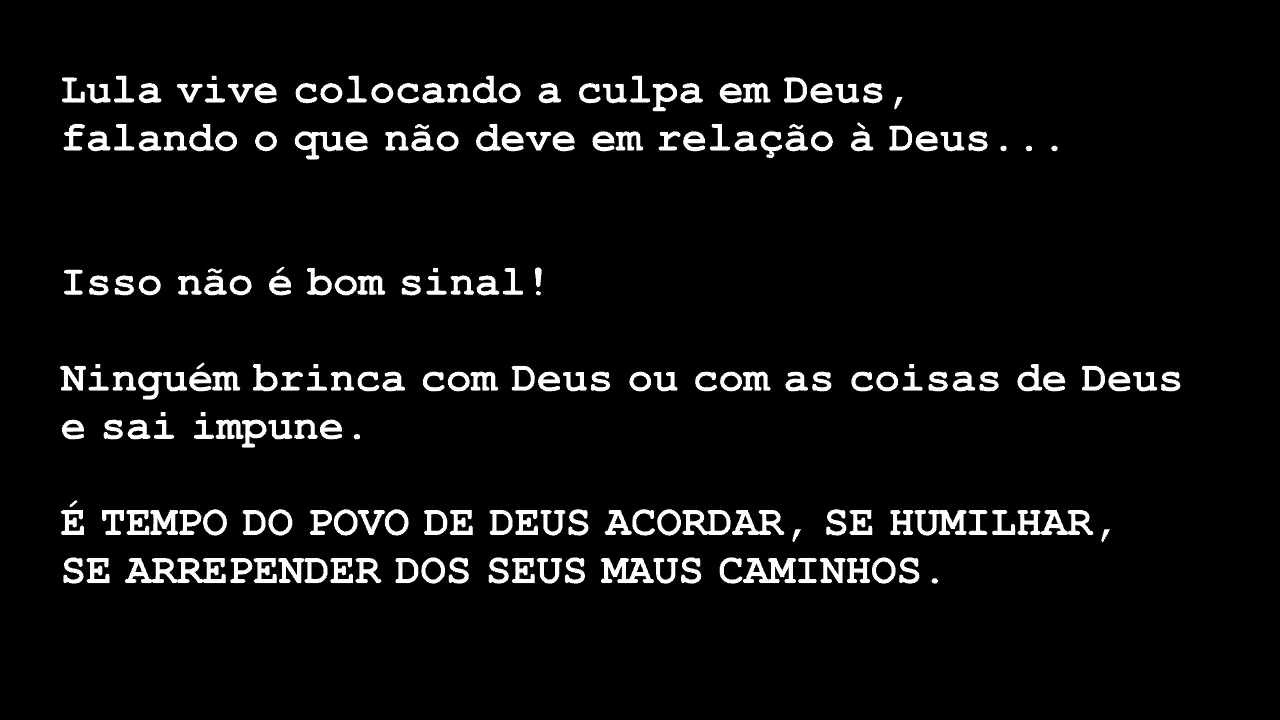 Lula vive colocando a culpa em Deus,
falando o que não deve em relação à Deus...
Isso não é bom sinal!
Ninguém brinca com Deus ou com as coisas de Deus
e sai impune.
É TEMPO DO POVO DE DEUS ACORDAR, SE HUMILHAR,
SE ARREPENDER DOS SEUS MAUS CAMINHOS.